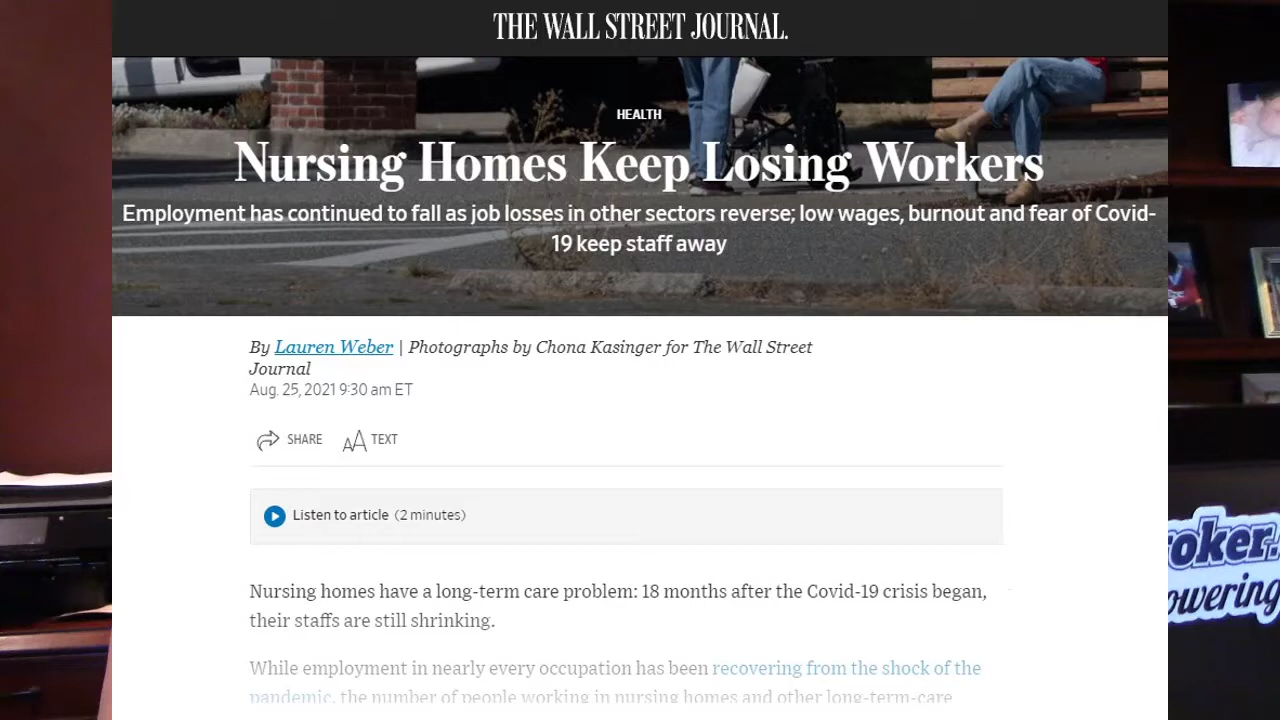 THE WALL STREET JOURNAL.
HEALTH
Nursing Homes Keep Losing Workers
Employment has continued to fall as job losses in other sectors reverse; low wages, burnout and fear of Covid-
19 keep staff away
By Lauren Weber | Photographs by Chona Kasinger for The Wall Street
Journal
Aug. 25, 2021 9:30 am ET
SHARE TEXT
Listen to article (2 minutes)
Nursing homes have a long-term care problem: 18 months after the Covid-19 crisis began,
their staffs are still shrinking.
While employment in nearly every occupation has been recovering from the shock of the
pandemic, the number of people working in nursing homes and other long-term-care